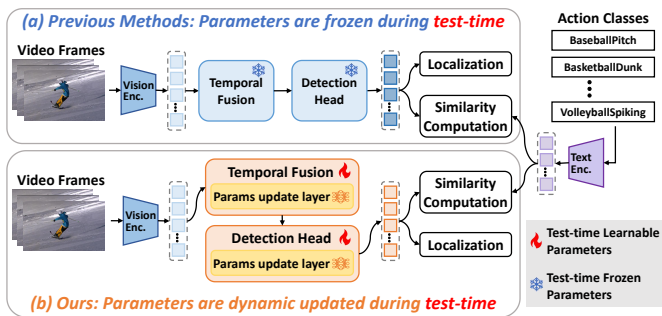 (a) Previous Methods: Parameters are frozen during test-time
Video Frames
Vision
Enc.
Temporal
Fusion
Detection
Head
Localization
Similarity
Computation
Action Classes
BaseballPitch
BasketballDunk
VolleyballSpiking
Text
Enc.
Video Frames
Vision
Enc.
Temporal Fusion
Params update layer
Detection Head
Params update layer
Similarity
Computation
Localization
(b) Ours: Parameters are dynamic updated during test-time
Test-time Learnable
Parameters
Test-time Frozen
Parameters